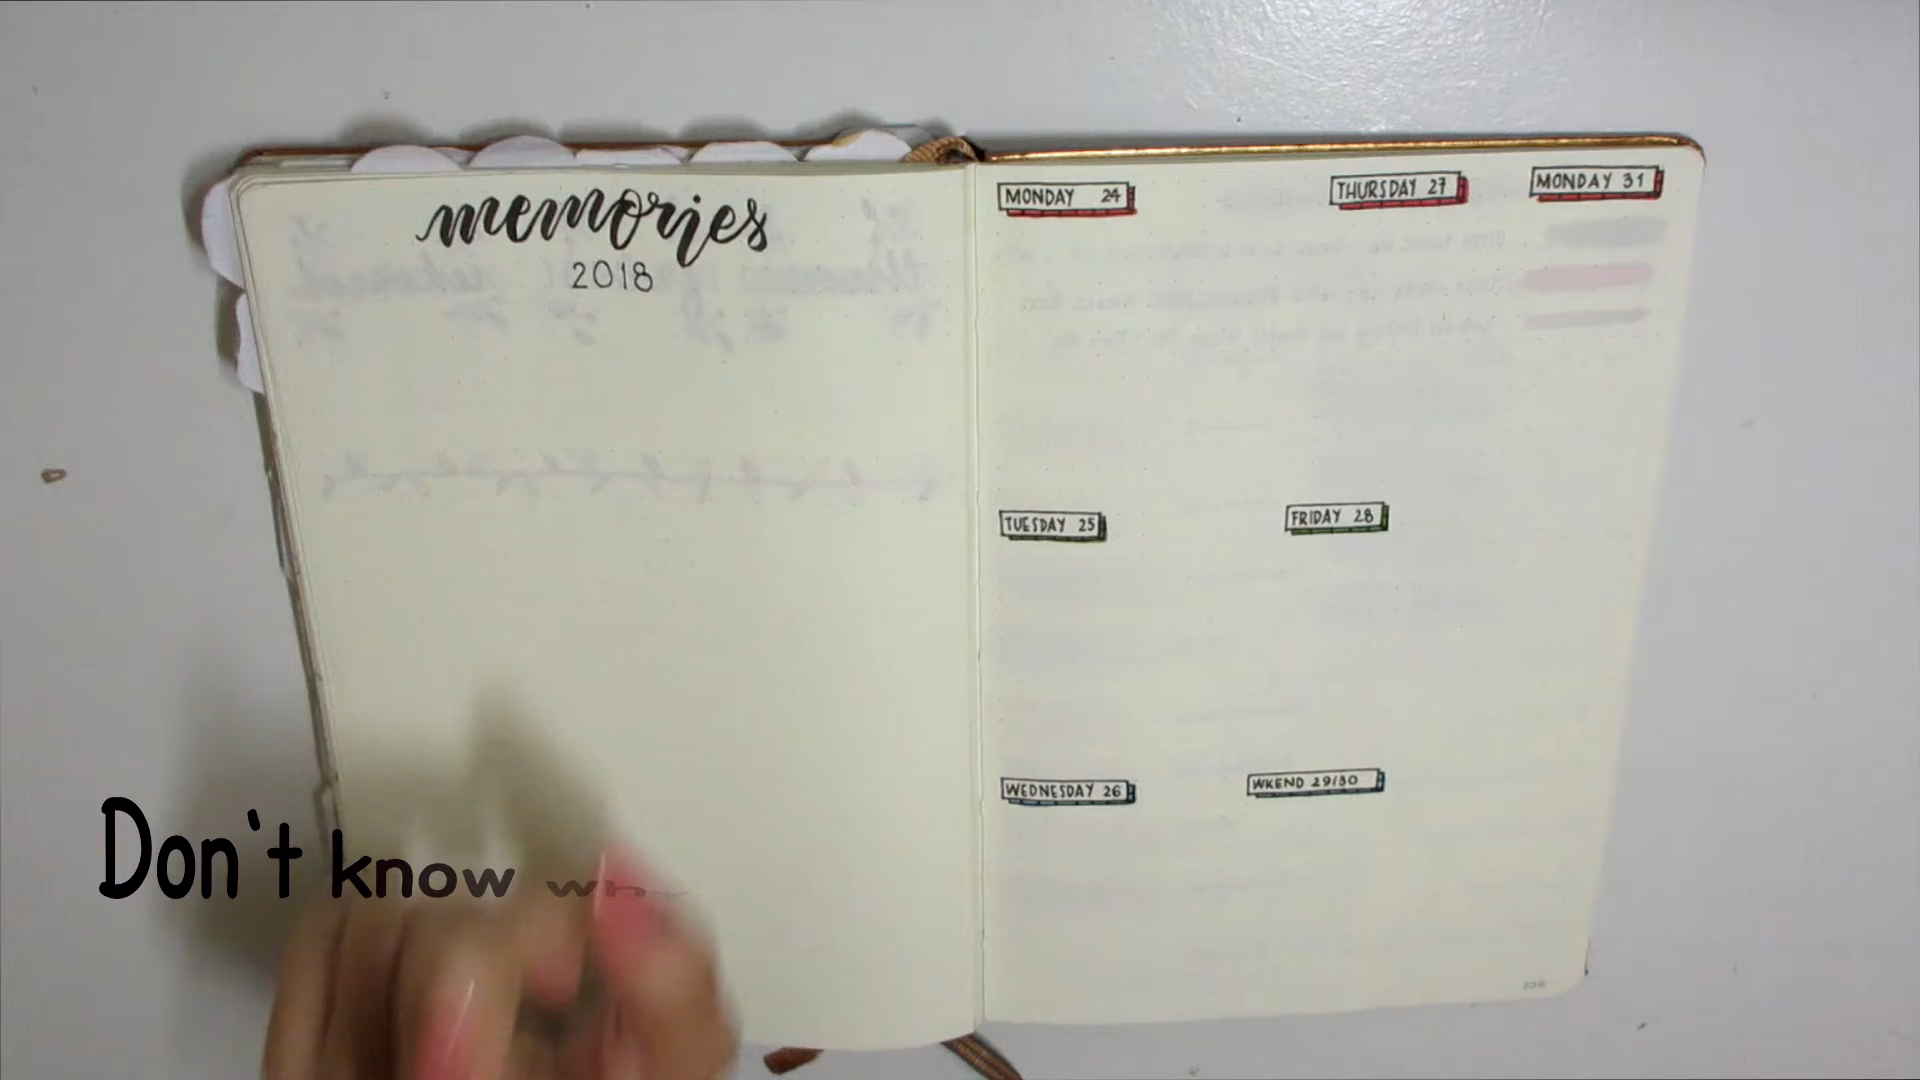 memories
2018
MONDAY 24
THURSDAY 27
MONDAY 31
TUESDAY 25
FRIDAY 28
WEDNESDAY 26
WKEND 29/30
Don't know